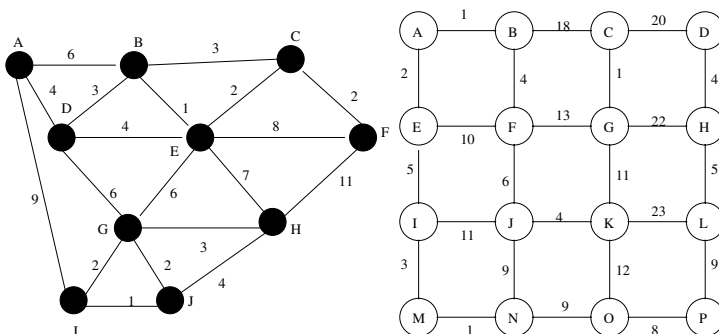 A 6 B 3 C
4 D 3 2 2
4 1 8 F
E
9 6 6 7 11
G 3 H
2 2 4
1 J
I
A 1 B 18 C 20 D
2 4 1 4
E 10 F 13 G 22 H
5 6 11 5
I 11 J 4 K 23 L
3 9 12 9
M 1 N 9 O 8 P